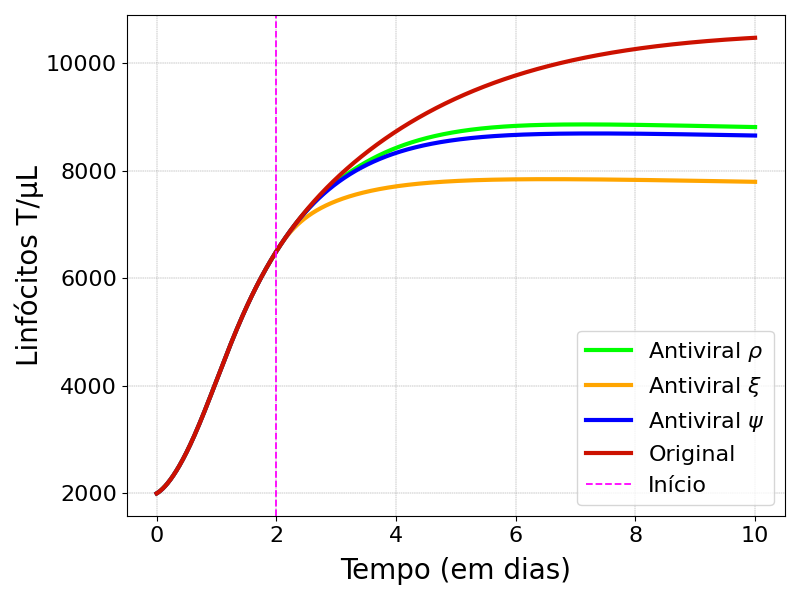 Linfócitos T/µL
10000
8000
6000
4000
2000
0 2 4 6 8 10
Tempo (em dias)
Antiviral ρ
Antiviral ξ
Antiviral ψ
Original
Início